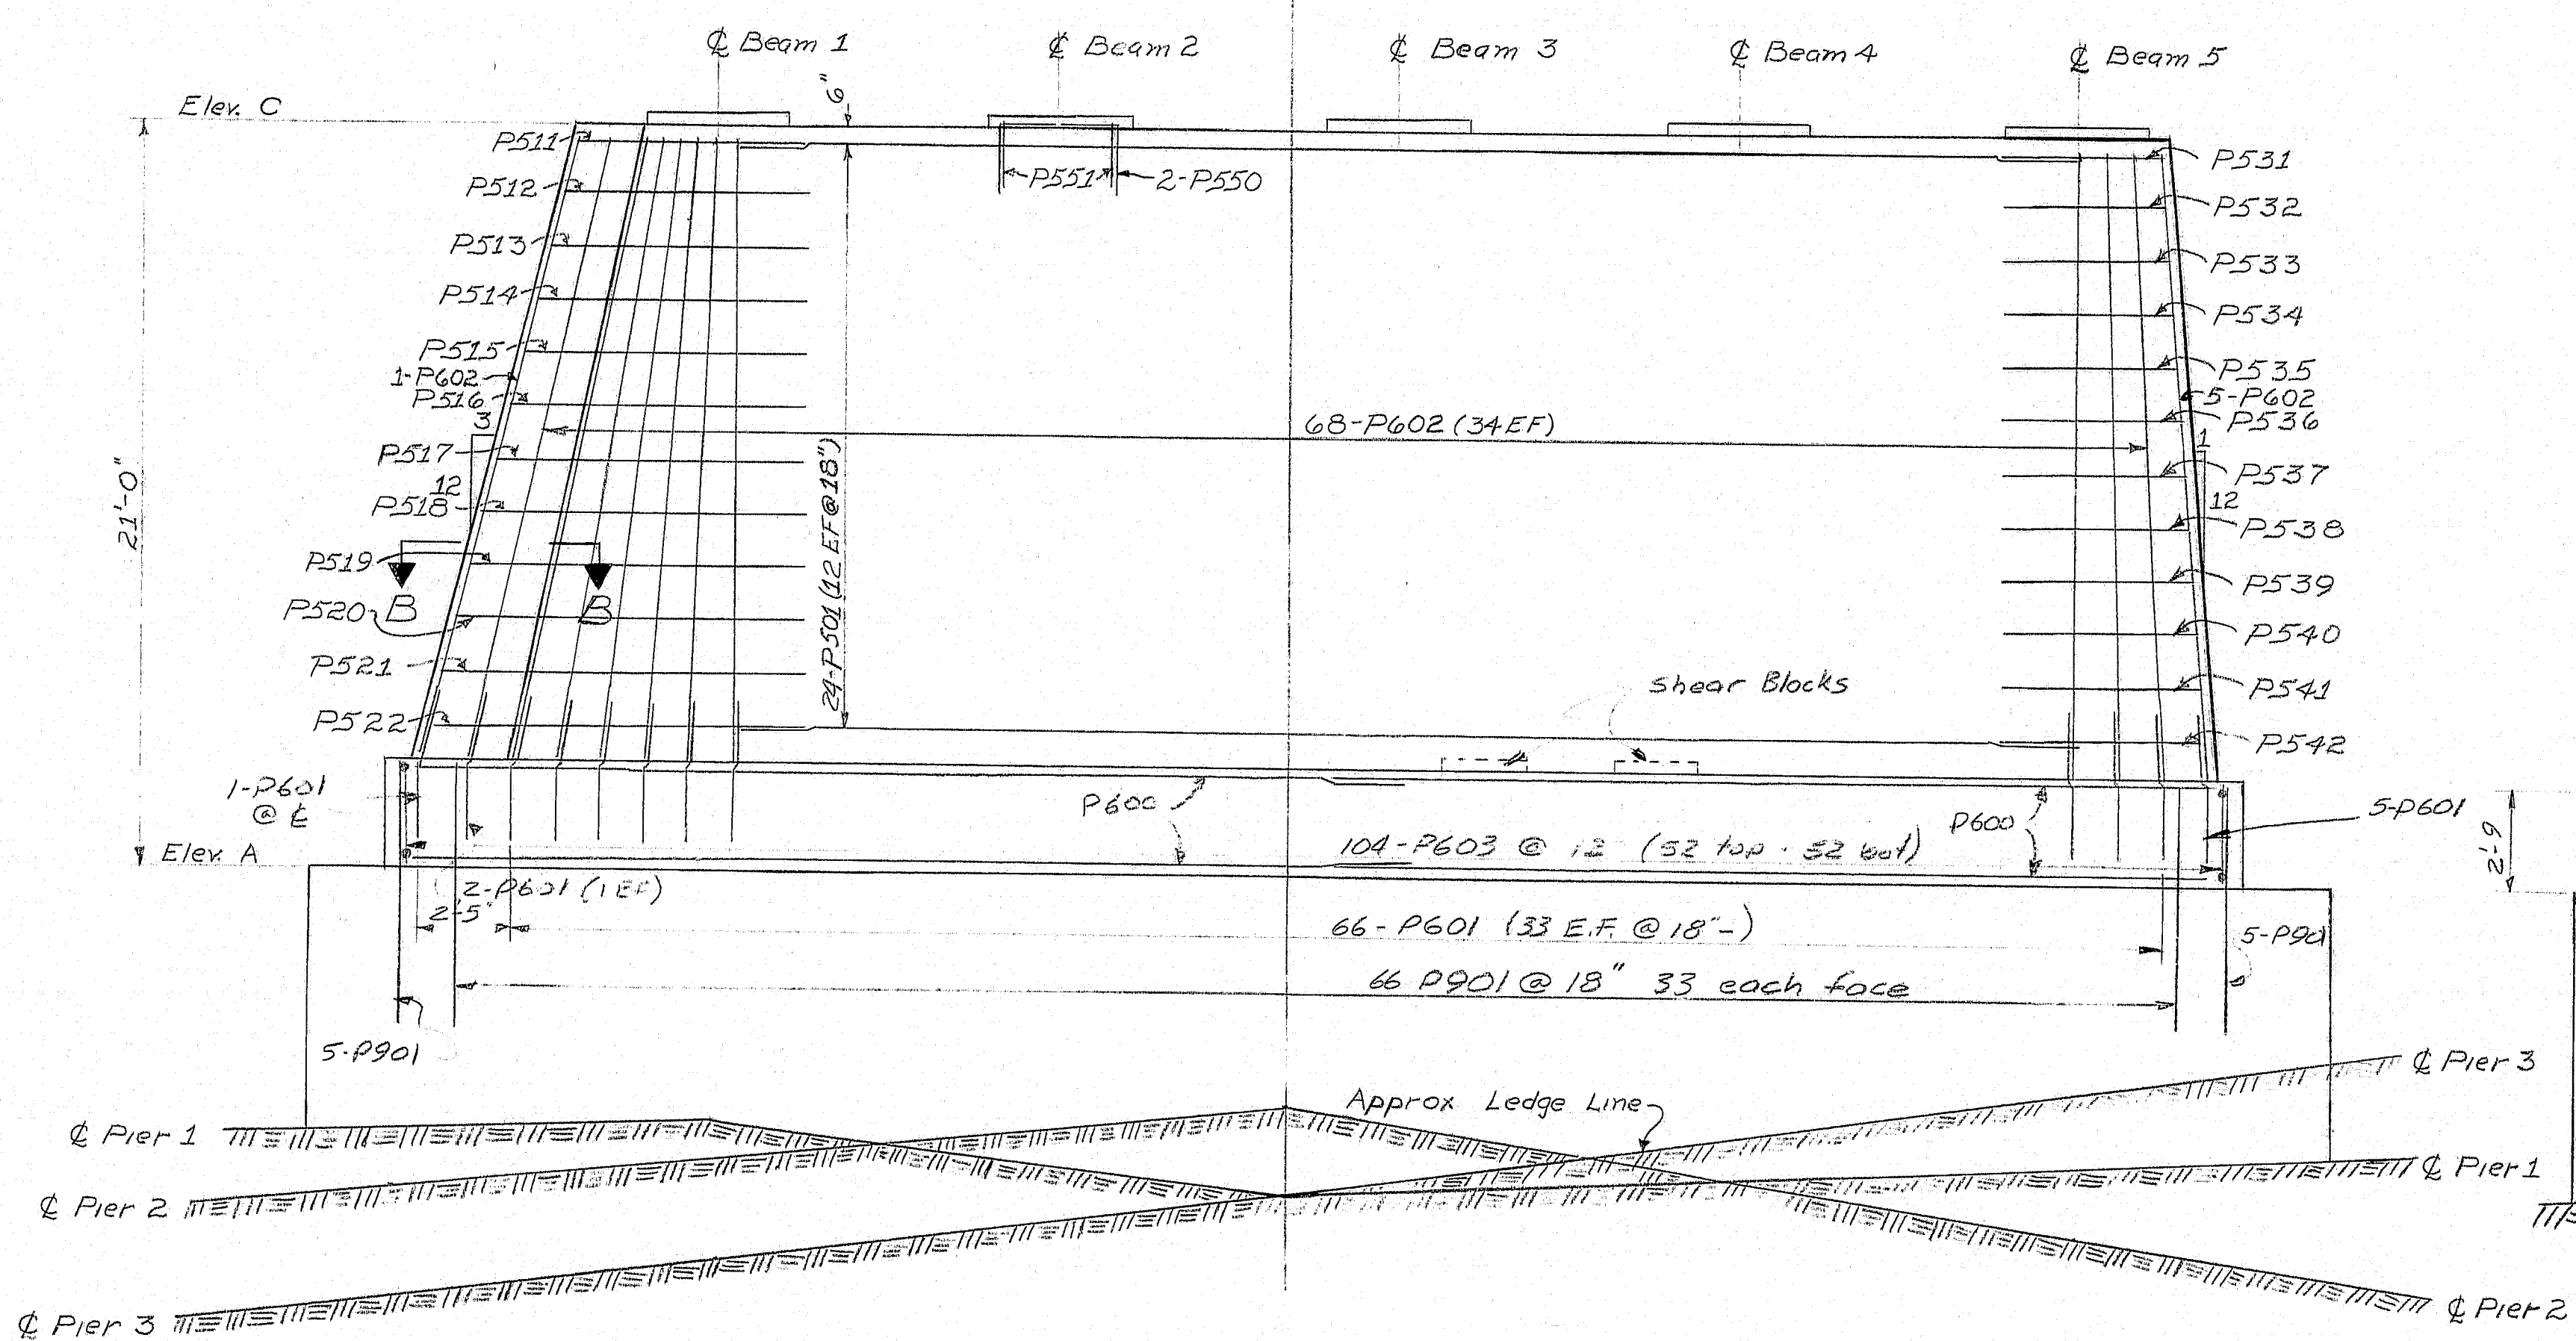 ℄ Beam 1
℄ Beam 2
℄ Beam 3
℄ Beam 4
℄ Beam 5
Elev. C
6"
P511
P512
P513
P514
P515
1-P602
P516
3
P517
12
P518
P519
P520
P521
P522
B
B
21'-0"
P551
2-P550
24-P501 (12 EF@18")
68-P602 (34EF)
P531
P532
P533
P534
P535
5-P602
P536
1
P537
12
P538
P539
P540
P541
P542
Shear Blocks
1-P601
@ ℄
Elev. A
P600
P600
5-P601
2'-9
104-P603 @ 12 (52 top - 52 bot)
2-P601 (1 EF)
2'-5"
66-P601 (33 E.F. @ 18"-)
5-P901
66 P901 @ 18" 33 each face
5-P901
Approx Ledge Line
℄ Pier 3
℄ Pier 1
℄ Pier 1
℄ Pier 2
℄ Pier 3
℄ Pier 2